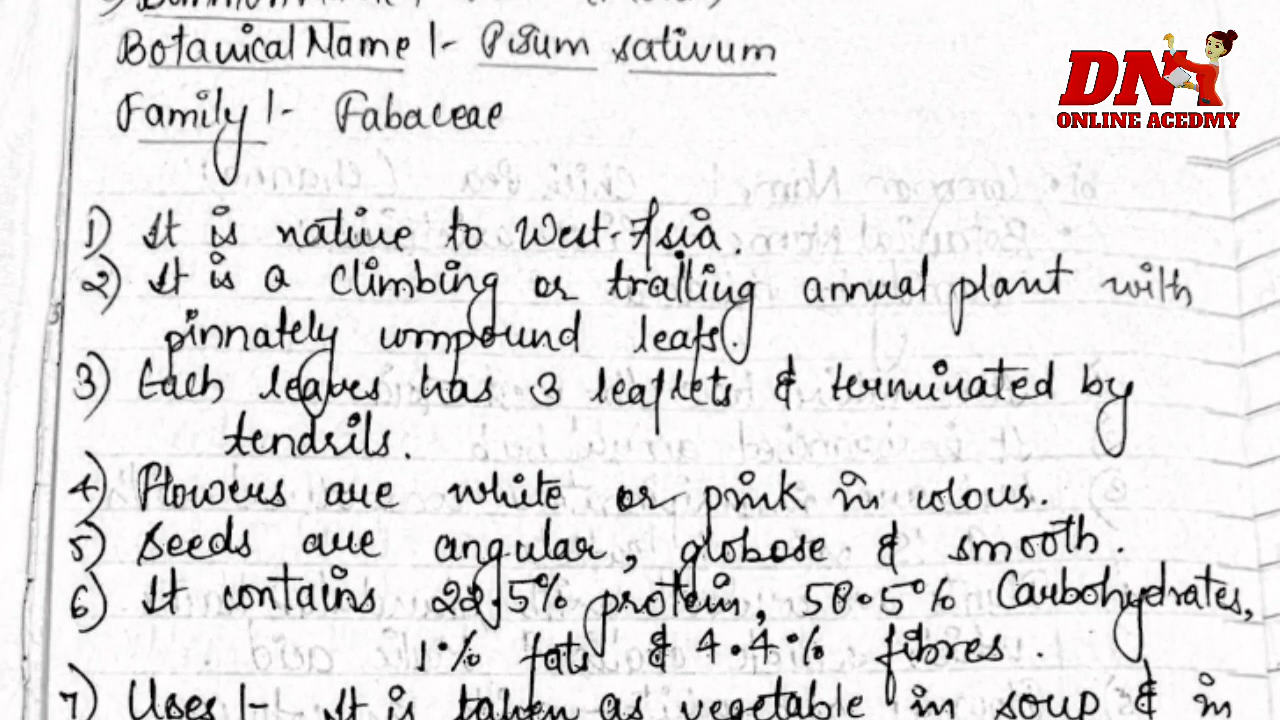 Botanical Name :- Pisum sativum
DNA
ONLINE ACEDMY
Family :- Fabaceae
1) It is native to West-Asia.
2) It is a climbing or trailling annual plant with
pinnately compound leafs.
3) Each leaves has 3 leaflets & terminated by
tendrils.
4) Flowers are white or pink in colour.
5) Seeds are angular, globose & smooth.
6) It contains 22.5% protein, 58.5% Carbohydrates,
1% fats & 4.4% fibres.
7) Uses :- It is taken as vegetable in soup & in